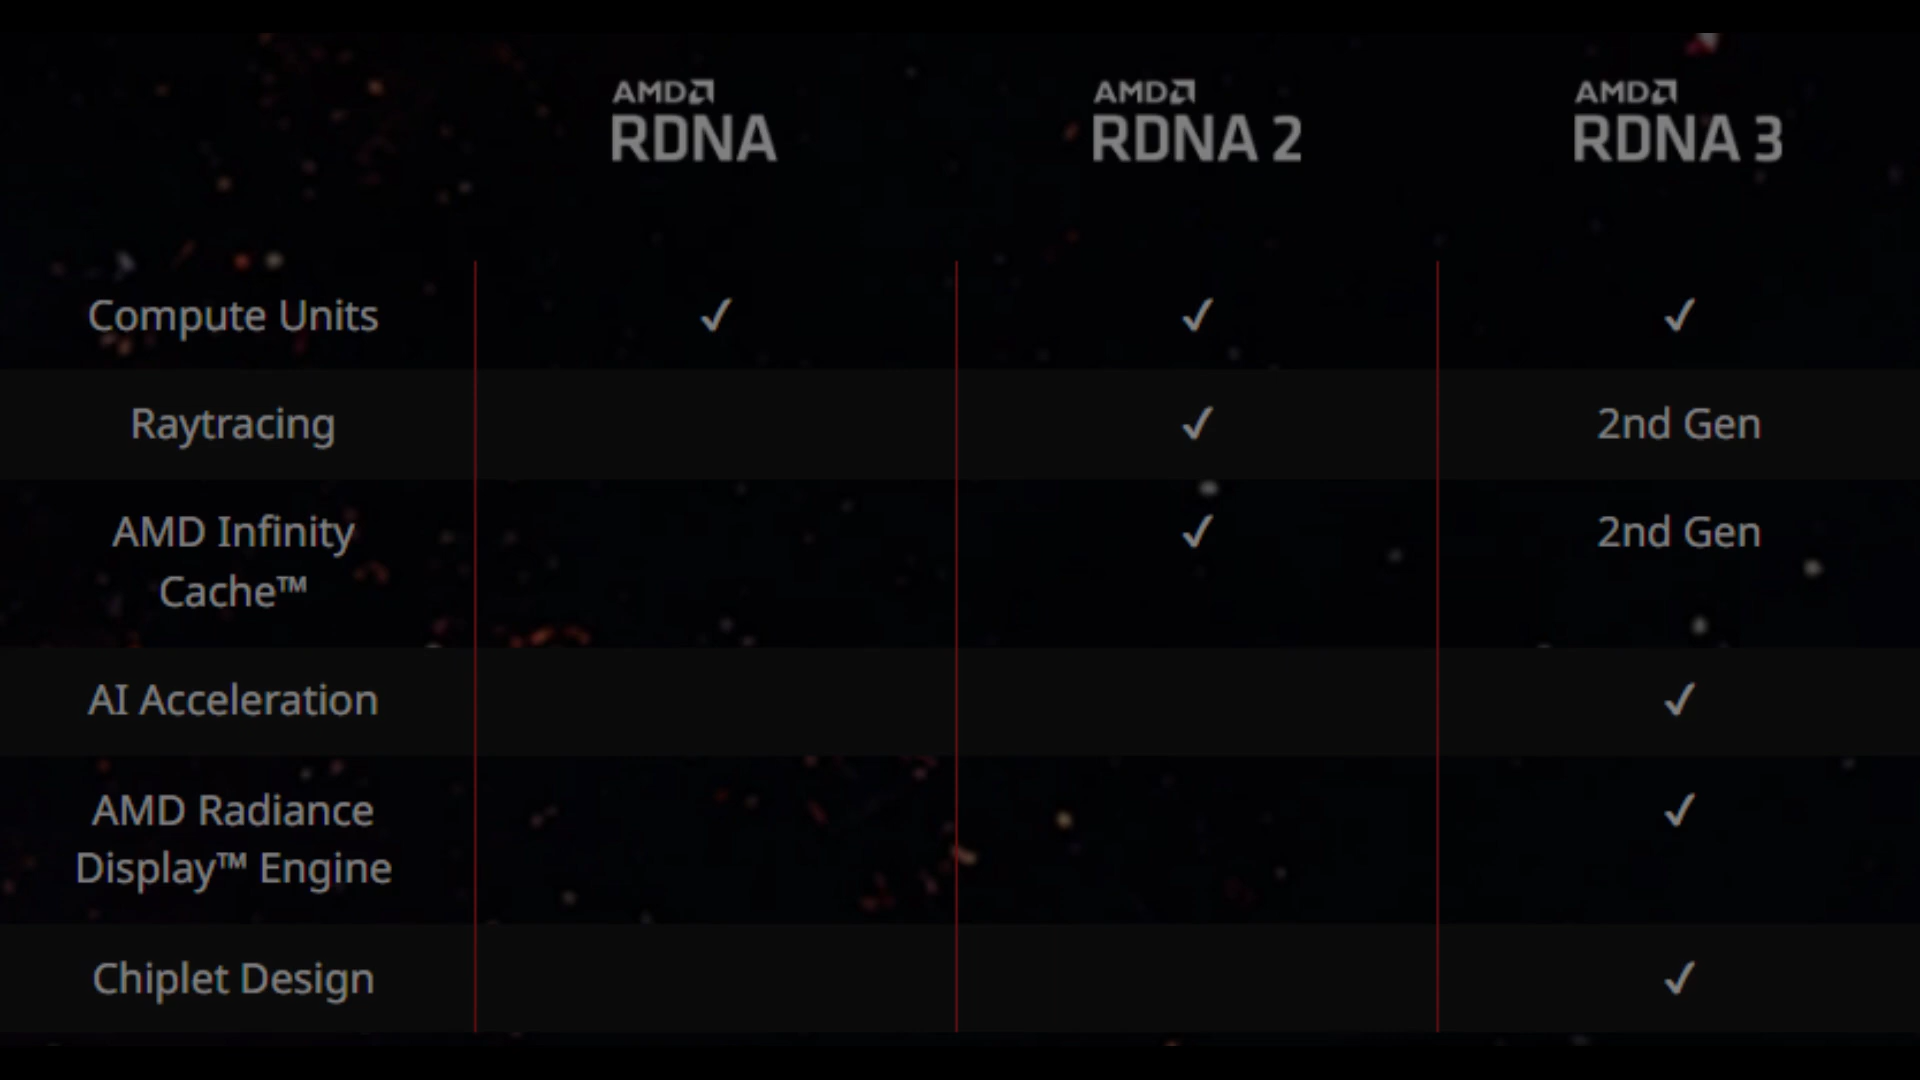 AMD
RDNA
AMD
RDNA 2
AMD
RDNA 3
Compute Units ✓ ✓ ✓
Raytracing ✓ 2nd Gen
AMD Infinity
Cache™ ✓ 2nd Gen
AI Acceleration ✓
AMD Radiance
Display™ Engine ✓
Chiplet Design ✓